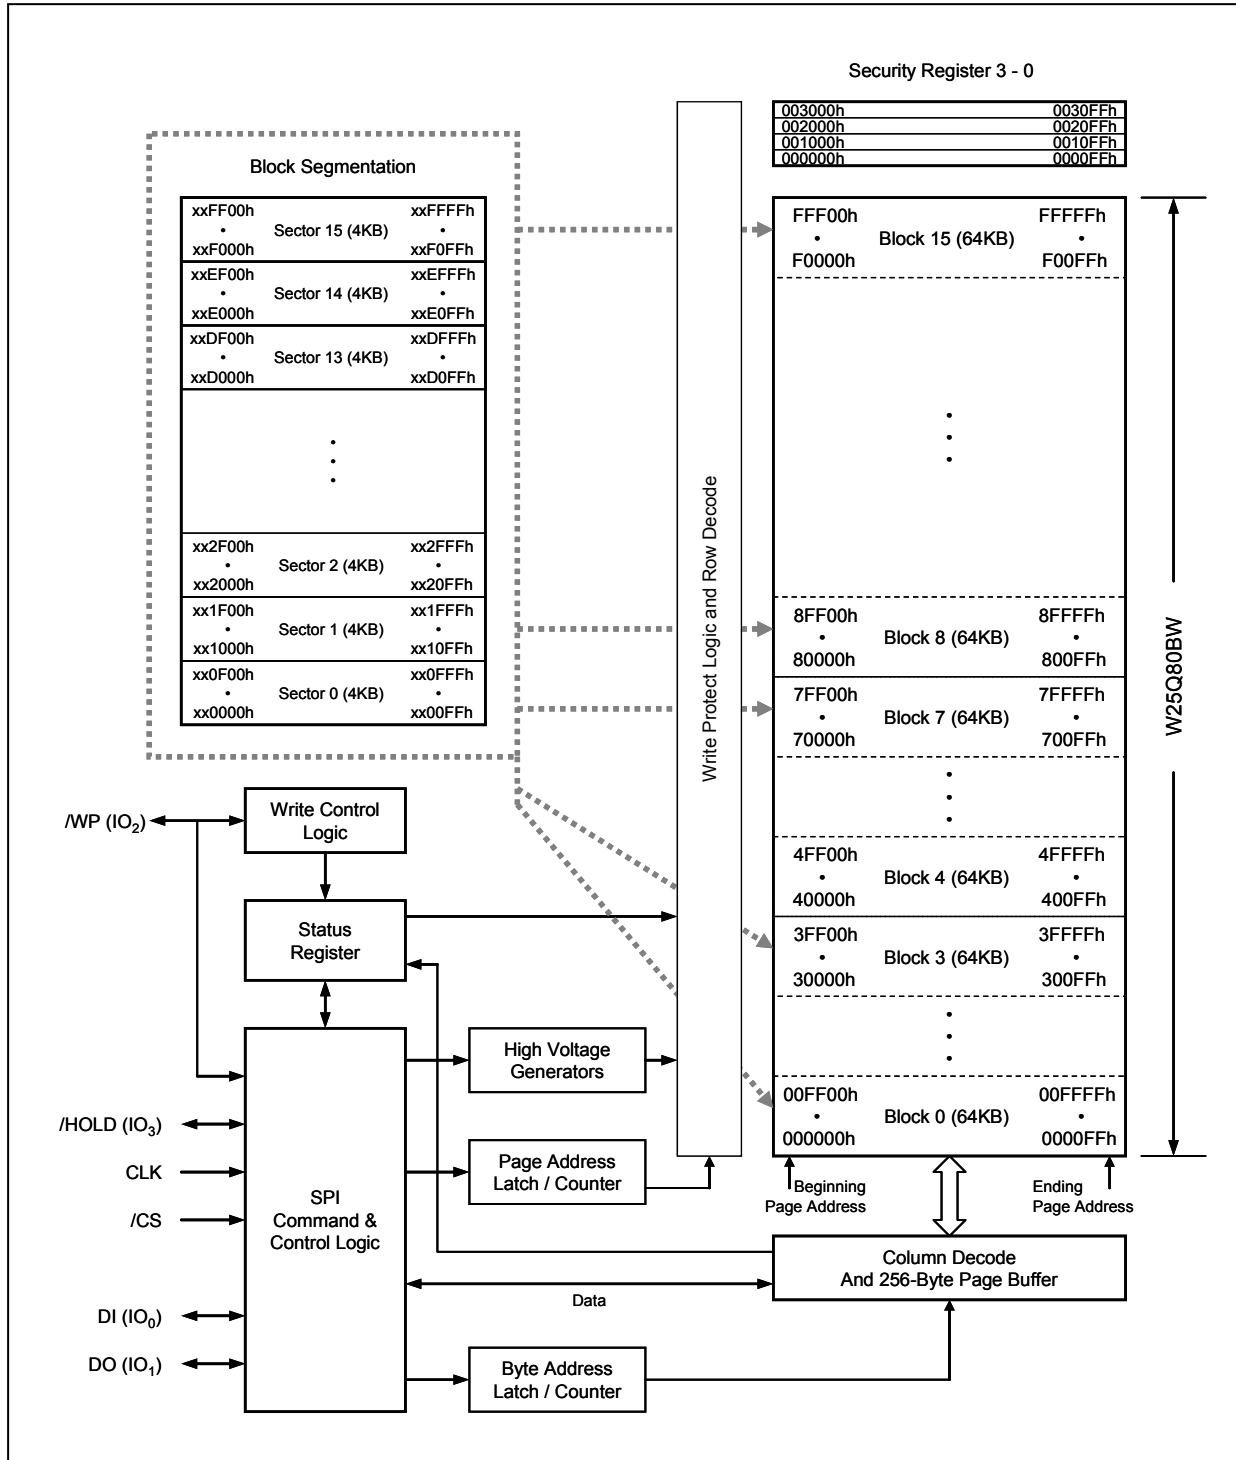 Security Register 3 - 0
003000h 0030FFh
002000h 0020FFh
001000h 0010FFh
000000h 0000FFh
Block Segmentation
xxFF00h xxFFFFh
• Sector 15 (4KB) •
xxF000h xxF0FFh
xxEF00h xxEFFFh
• Sector 14 (4KB) •
xxE000h xxE0FFh
xxDF00h xxDFFFh
• Sector 13 (4KB) •
xxD000h xxD0FFh
xx2F00h xx2FFFh
• Sector 2 (4KB) •
xx2000h xx20FFh
xx1F00h xx1FFFh
• Sector 1 (4KB) •
xx1000h xx10FFh
xx0F00h xx0FFFh
• Sector 0 (4KB) •
xx0000h xx00FFh
Write Protect Logic and Row Decode
FFF00h FFFFFh
• Block 15 (64KB) •
F0000h F00FFh
8FF00h 8FFFFh
• Block 8 (64KB) •
80000h 800FFh
7FF00h 7FFFFh
• Block 7 (64KB) •
70000h 700FFh
4FF00h 4FFFFh
• Block 4 (64KB) •
40000h 400FFh
3FF00h 3FFFFh
• Block 3 (64KB) •
30000h 300FFh
00FF00h 00FFFFh
• Block 0 (64KB) •
000000h 0000FFh
W25Q80BW
Beginning
Page Address
Ending
Page Address
/WP (IO2)
Write Control
Logic
Status
Register
High Voltage
Generators
/HOLD (IO3)
CLK
/CS
DI (IO0)
DO (IO1)
SPI
Command &
Control Logic
Page Address
Latch / Counter
Column Decode
And 256-Byte Page Buffer
Data
Byte Address
Latch / Counter